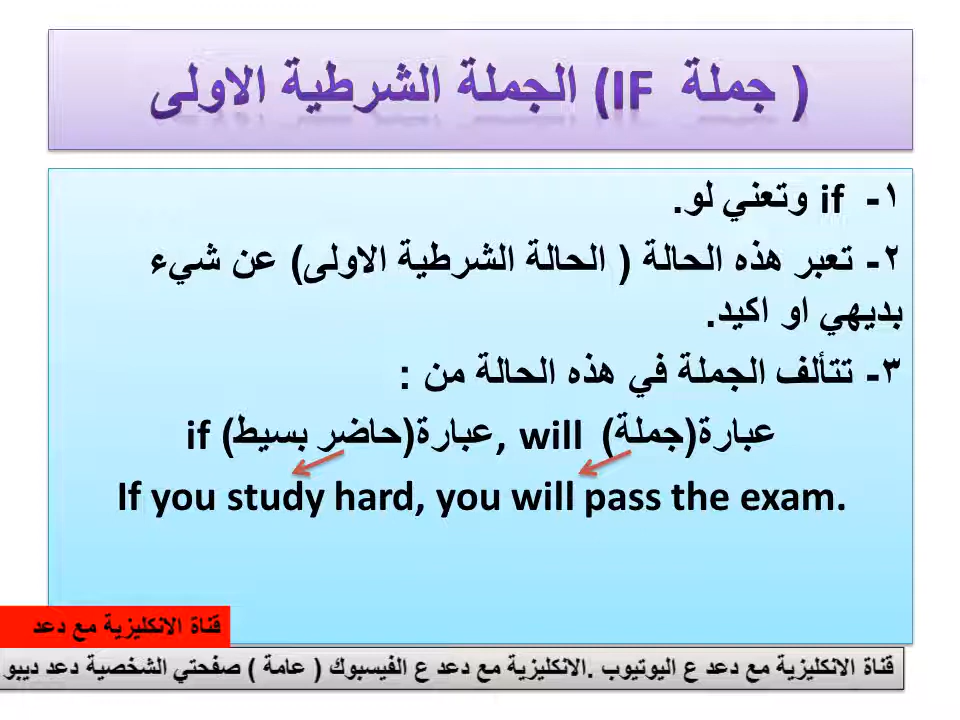 ( جملة IF) الجملة الشرطية الاولى
١- if وتعني لو.
٢- تعبر هذه الحالة ( الحالة الشرطية الاولى) عن شيء
بديهي او اكيد.
٣- تتألف الجملة في هذه الحالة من :
if (حاضر بسيط)عبارة, will (جملة)عبارة
If you study hard, you will pass the exam.
قناة الانكليزية مع دعد
قناة الانكليزية مع دعد ع اليوتيوب .الانكليزية مع دعد ع الفيسبوك ( عامة ) صفحتي الشخصية دعد ديبو